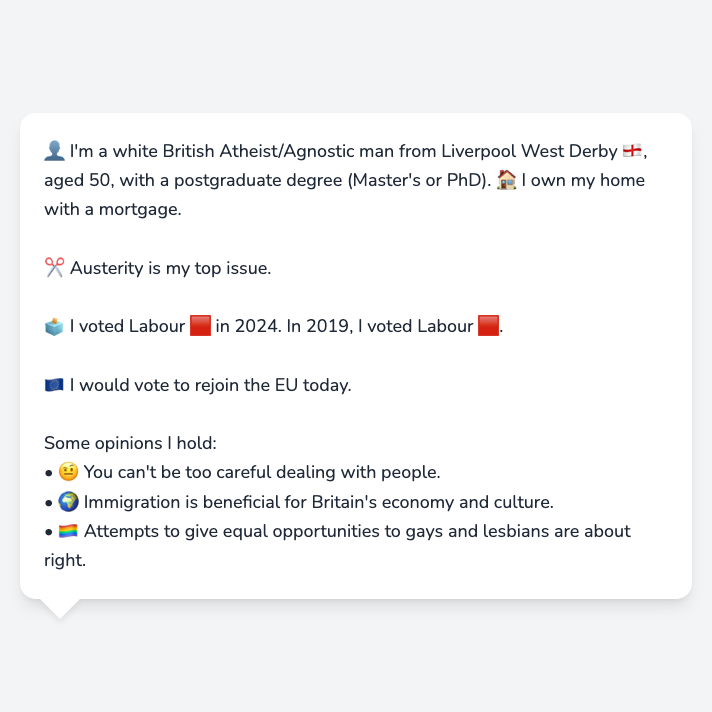 👤 I'm a white British Atheist/Agnostic man from Liverpool West Derby 🏴󠁧󠁢󠁥󠁮󠁧󠁿,
aged 50, with a postgraduate degree (Master's or PhD). 🏠 I own my home
with a mortgage.
✂️ Austerity is my top issue.
🗳️ I voted Labour 🟥 in 2024. In 2019, I voted Labour 🟥.
🇪🇺 I would vote to rejoin the EU today.
Some opinions I hold:
• 🤨 You can't be too careful dealing with people.
• 🌍 Immigration is beneficial for Britain's economy and culture.
• 🏳️‍🌈 Attempts to give equal opportunities to gays and lesbians are about
right.